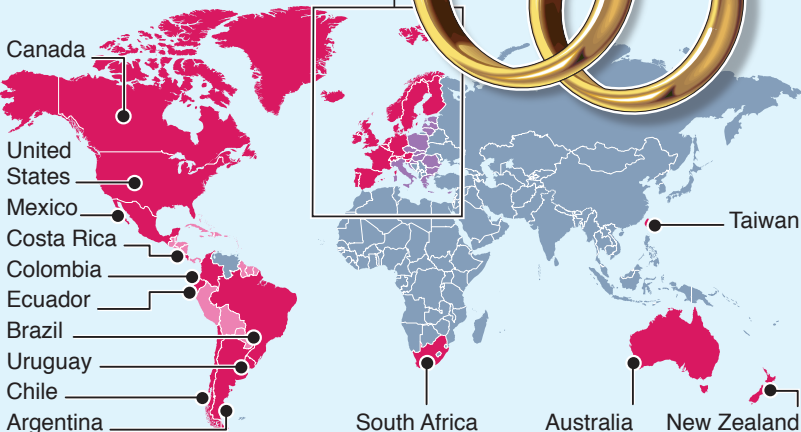 Canada
United
States
Mexico
Costa Rica
Colombia
Ecuador
Brazil
Uruguay
Chile
Argentina
Taiwan
South Africa
Australia
New Zealand